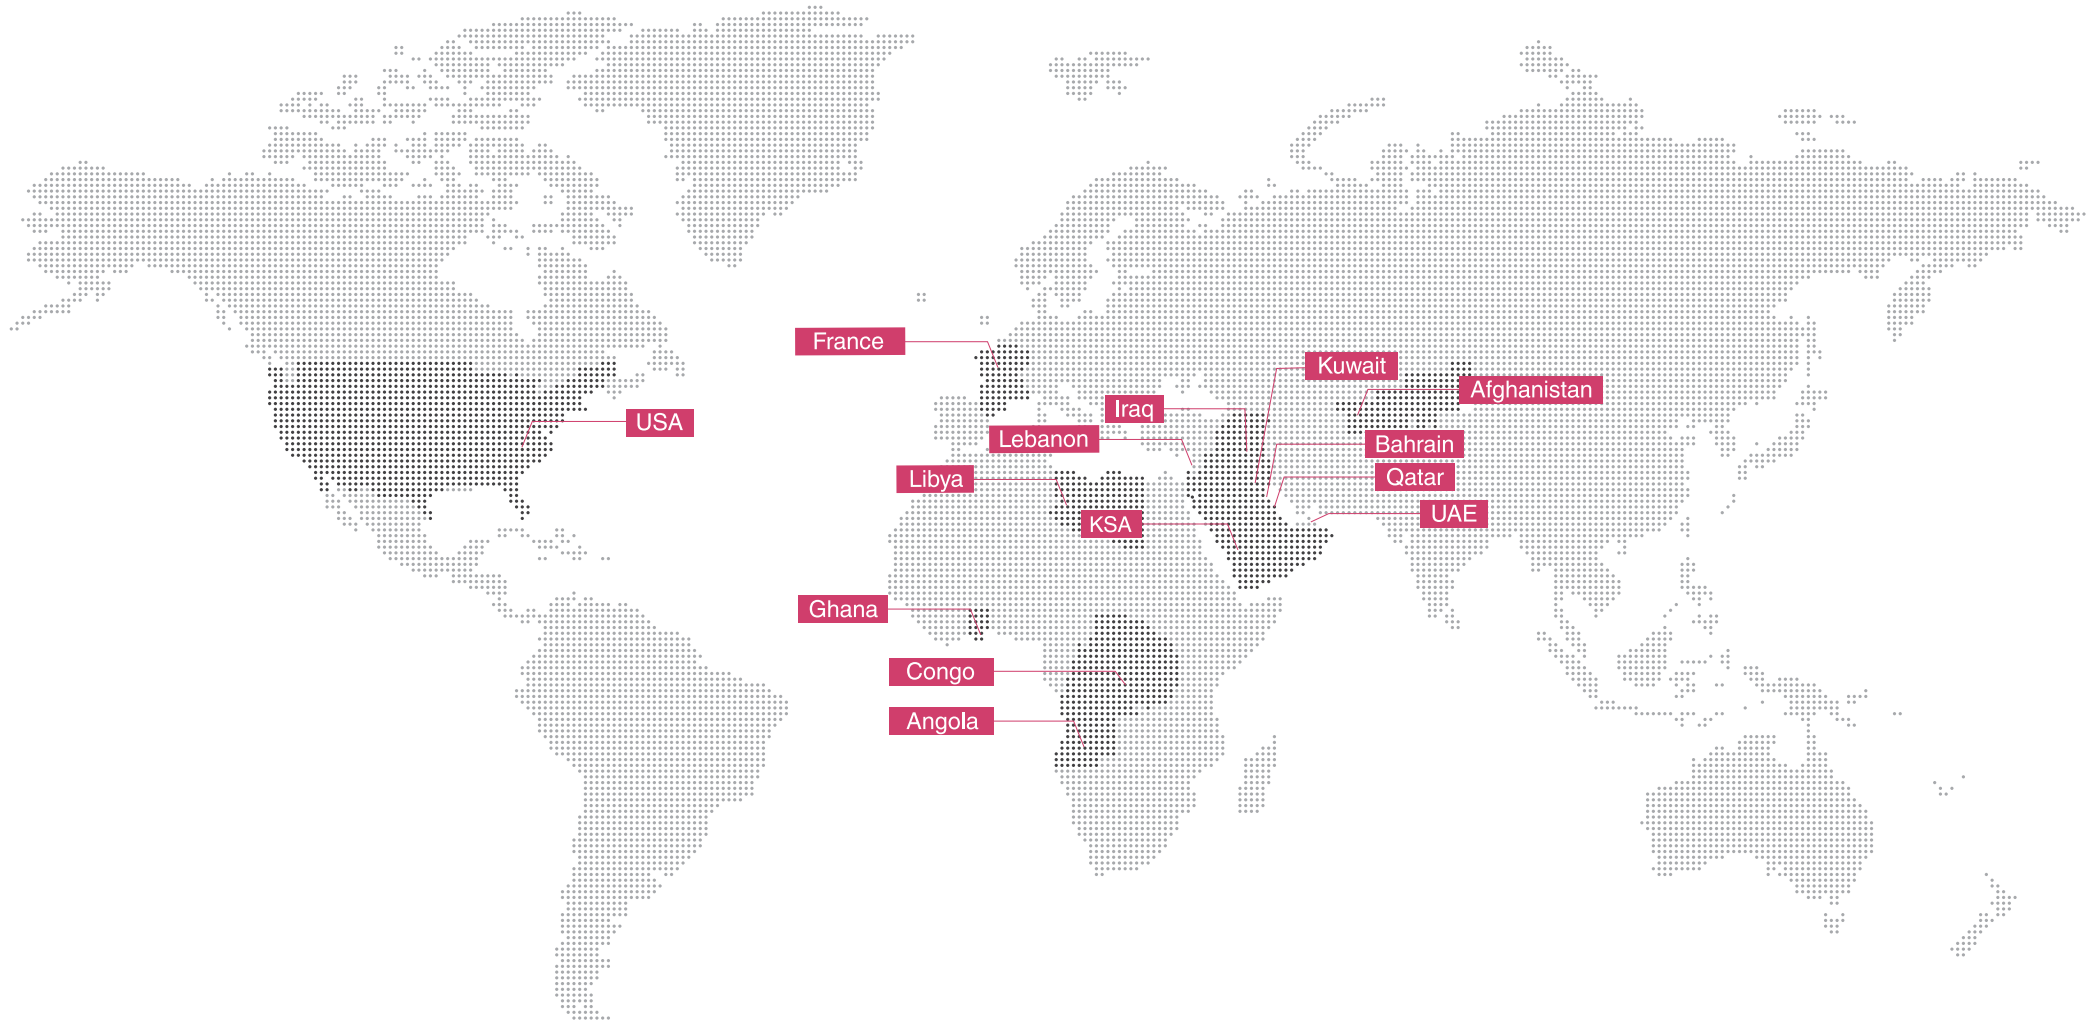 France
Kuwait
Afghanistan
Iraq
USA
Lebanon
Bahrain
Libya
Qatar
UAE
KSA
Ghana
Congo
Angola